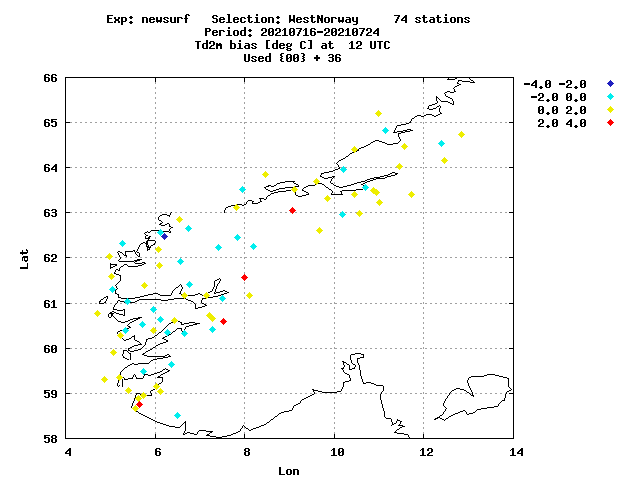 Exp: newsurf   Selection: WestNorway     74 stations
Period: 20210716-20210724
Td2m bias [deg C] at  12 UTC
Used {00} + 36
66
65
64
63
62
61
60
59
58
Lat
4 6 8 10 12 14
Lon
-4.0 -2.0
-2.0 0.0
0.0 2.0
2.0 4.0